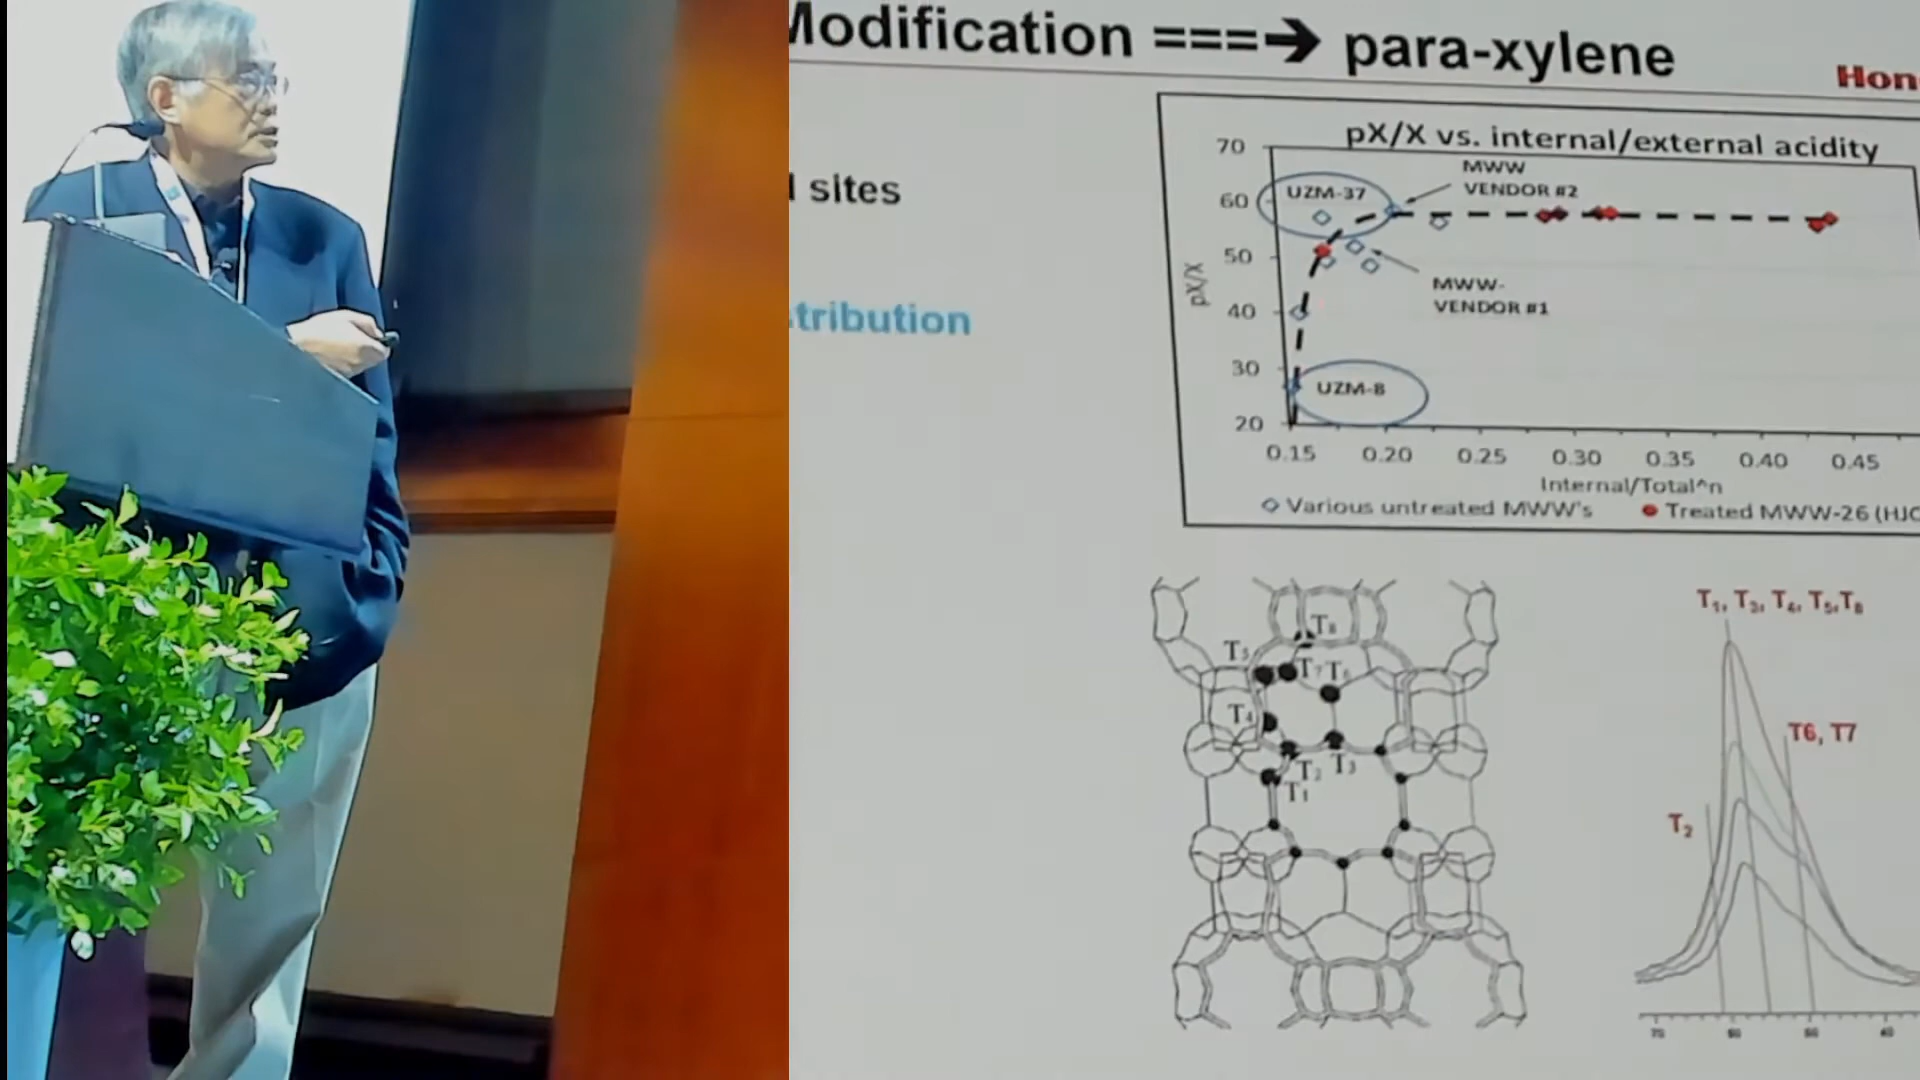 Modification ===➔ para-xylene
Hon
sites
tribution
pX/X vs. internal/external acidity
70
60
50
40
30
20
pX/X
UZM-37
MWW
VENDOR #2
MWW-
VENDOR #1
UZM-8
0.15 0.20 0.25 0.30 0.35 0.40 0.45
Internal/Total^n
Various untreated MWW's
Treated MWW-26 (HJC
T8
T5
T7
T6
T4
T2
T3
T1
T1, T3, T4, T5, T8
T6, T7
T2